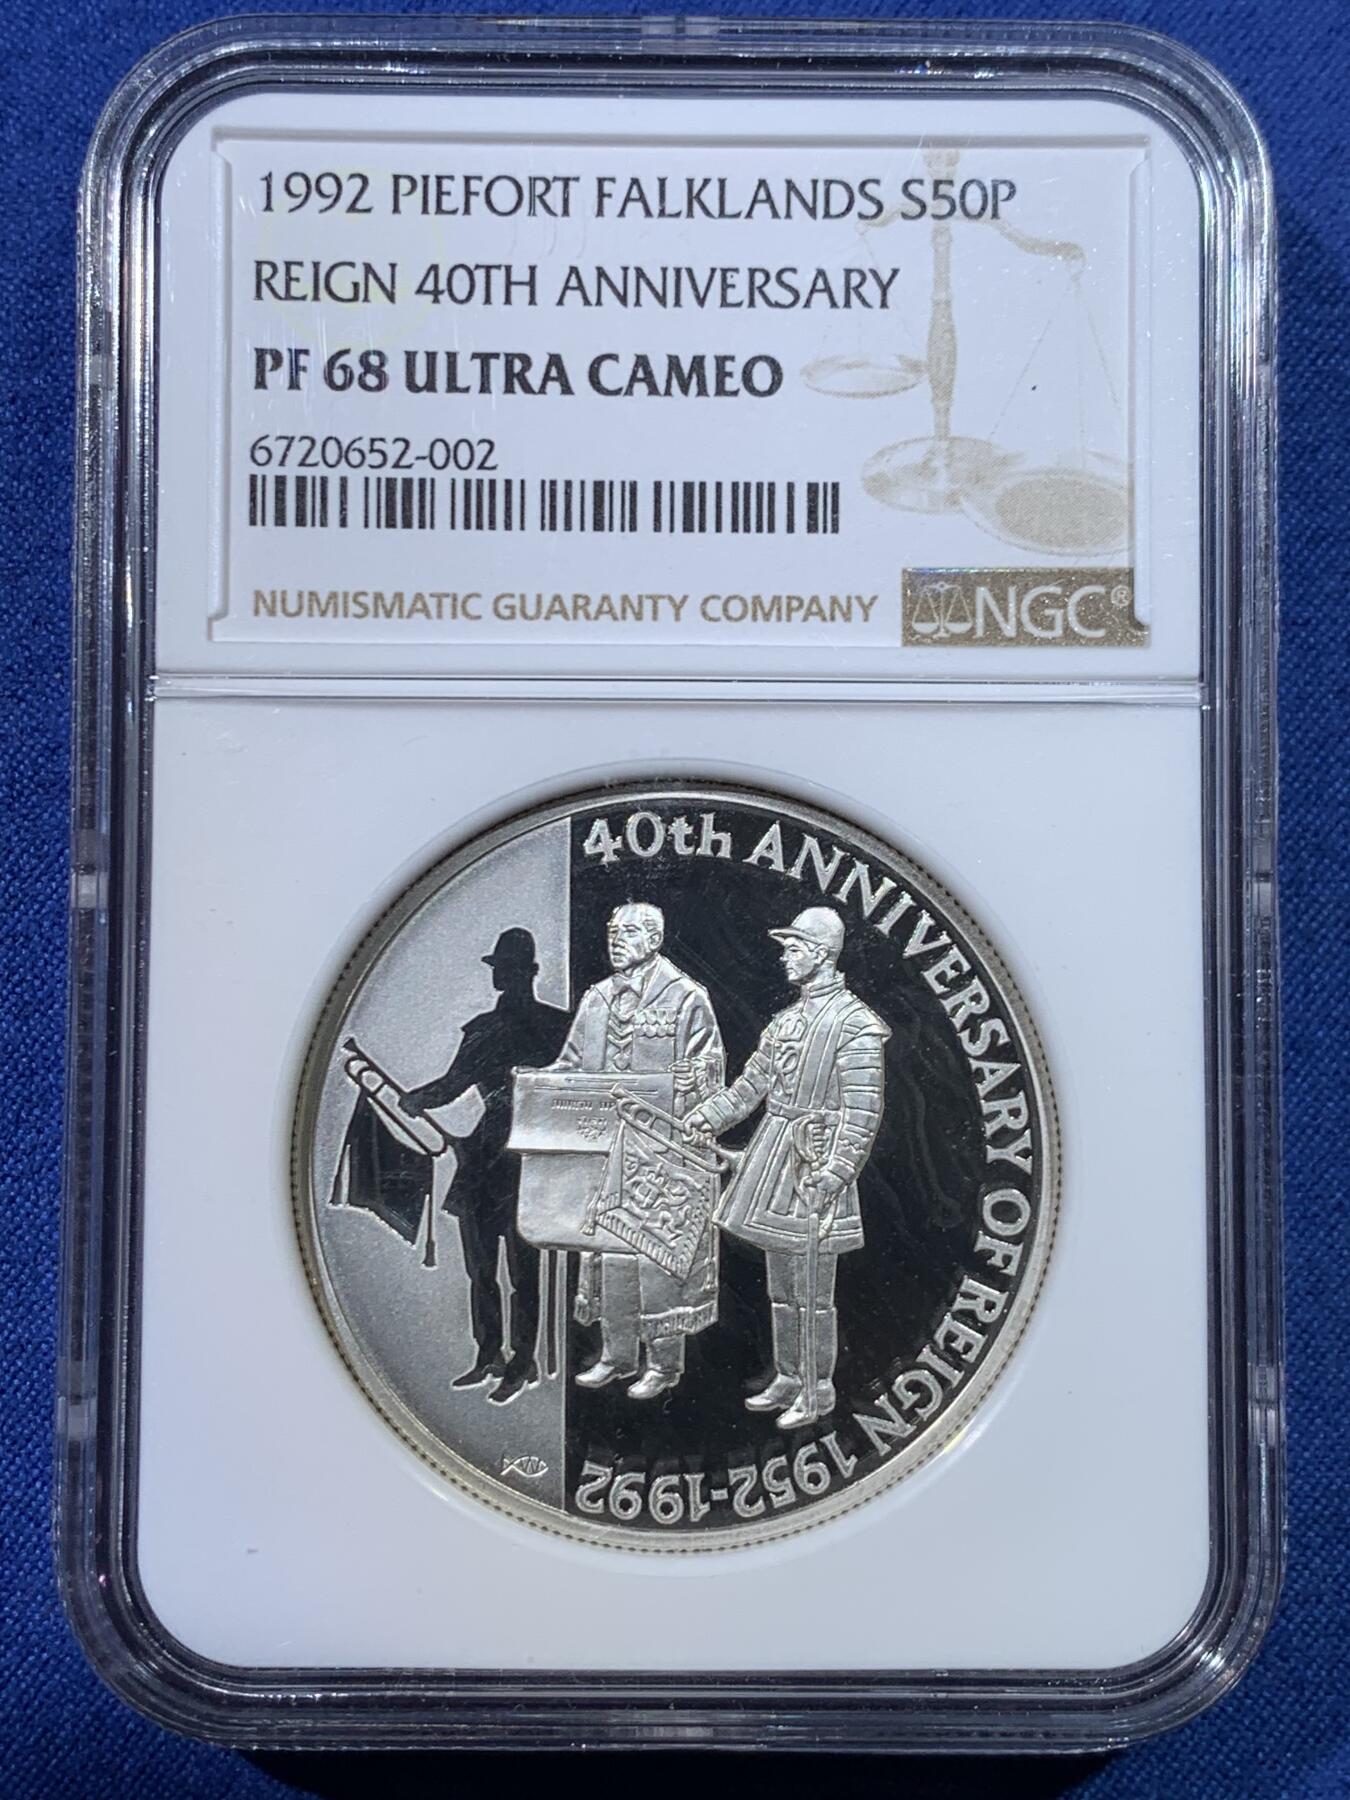 1992 PIEFORT FALKLANDS S50P
REIGN 40TH ANNIVERSARY
PF 68 ULTRA CAMEO
6720652-002
NUMISMATIC GUARANTY COMPANY
NGC®
40th ANNIVERSARY OF REIGN 1952-1992